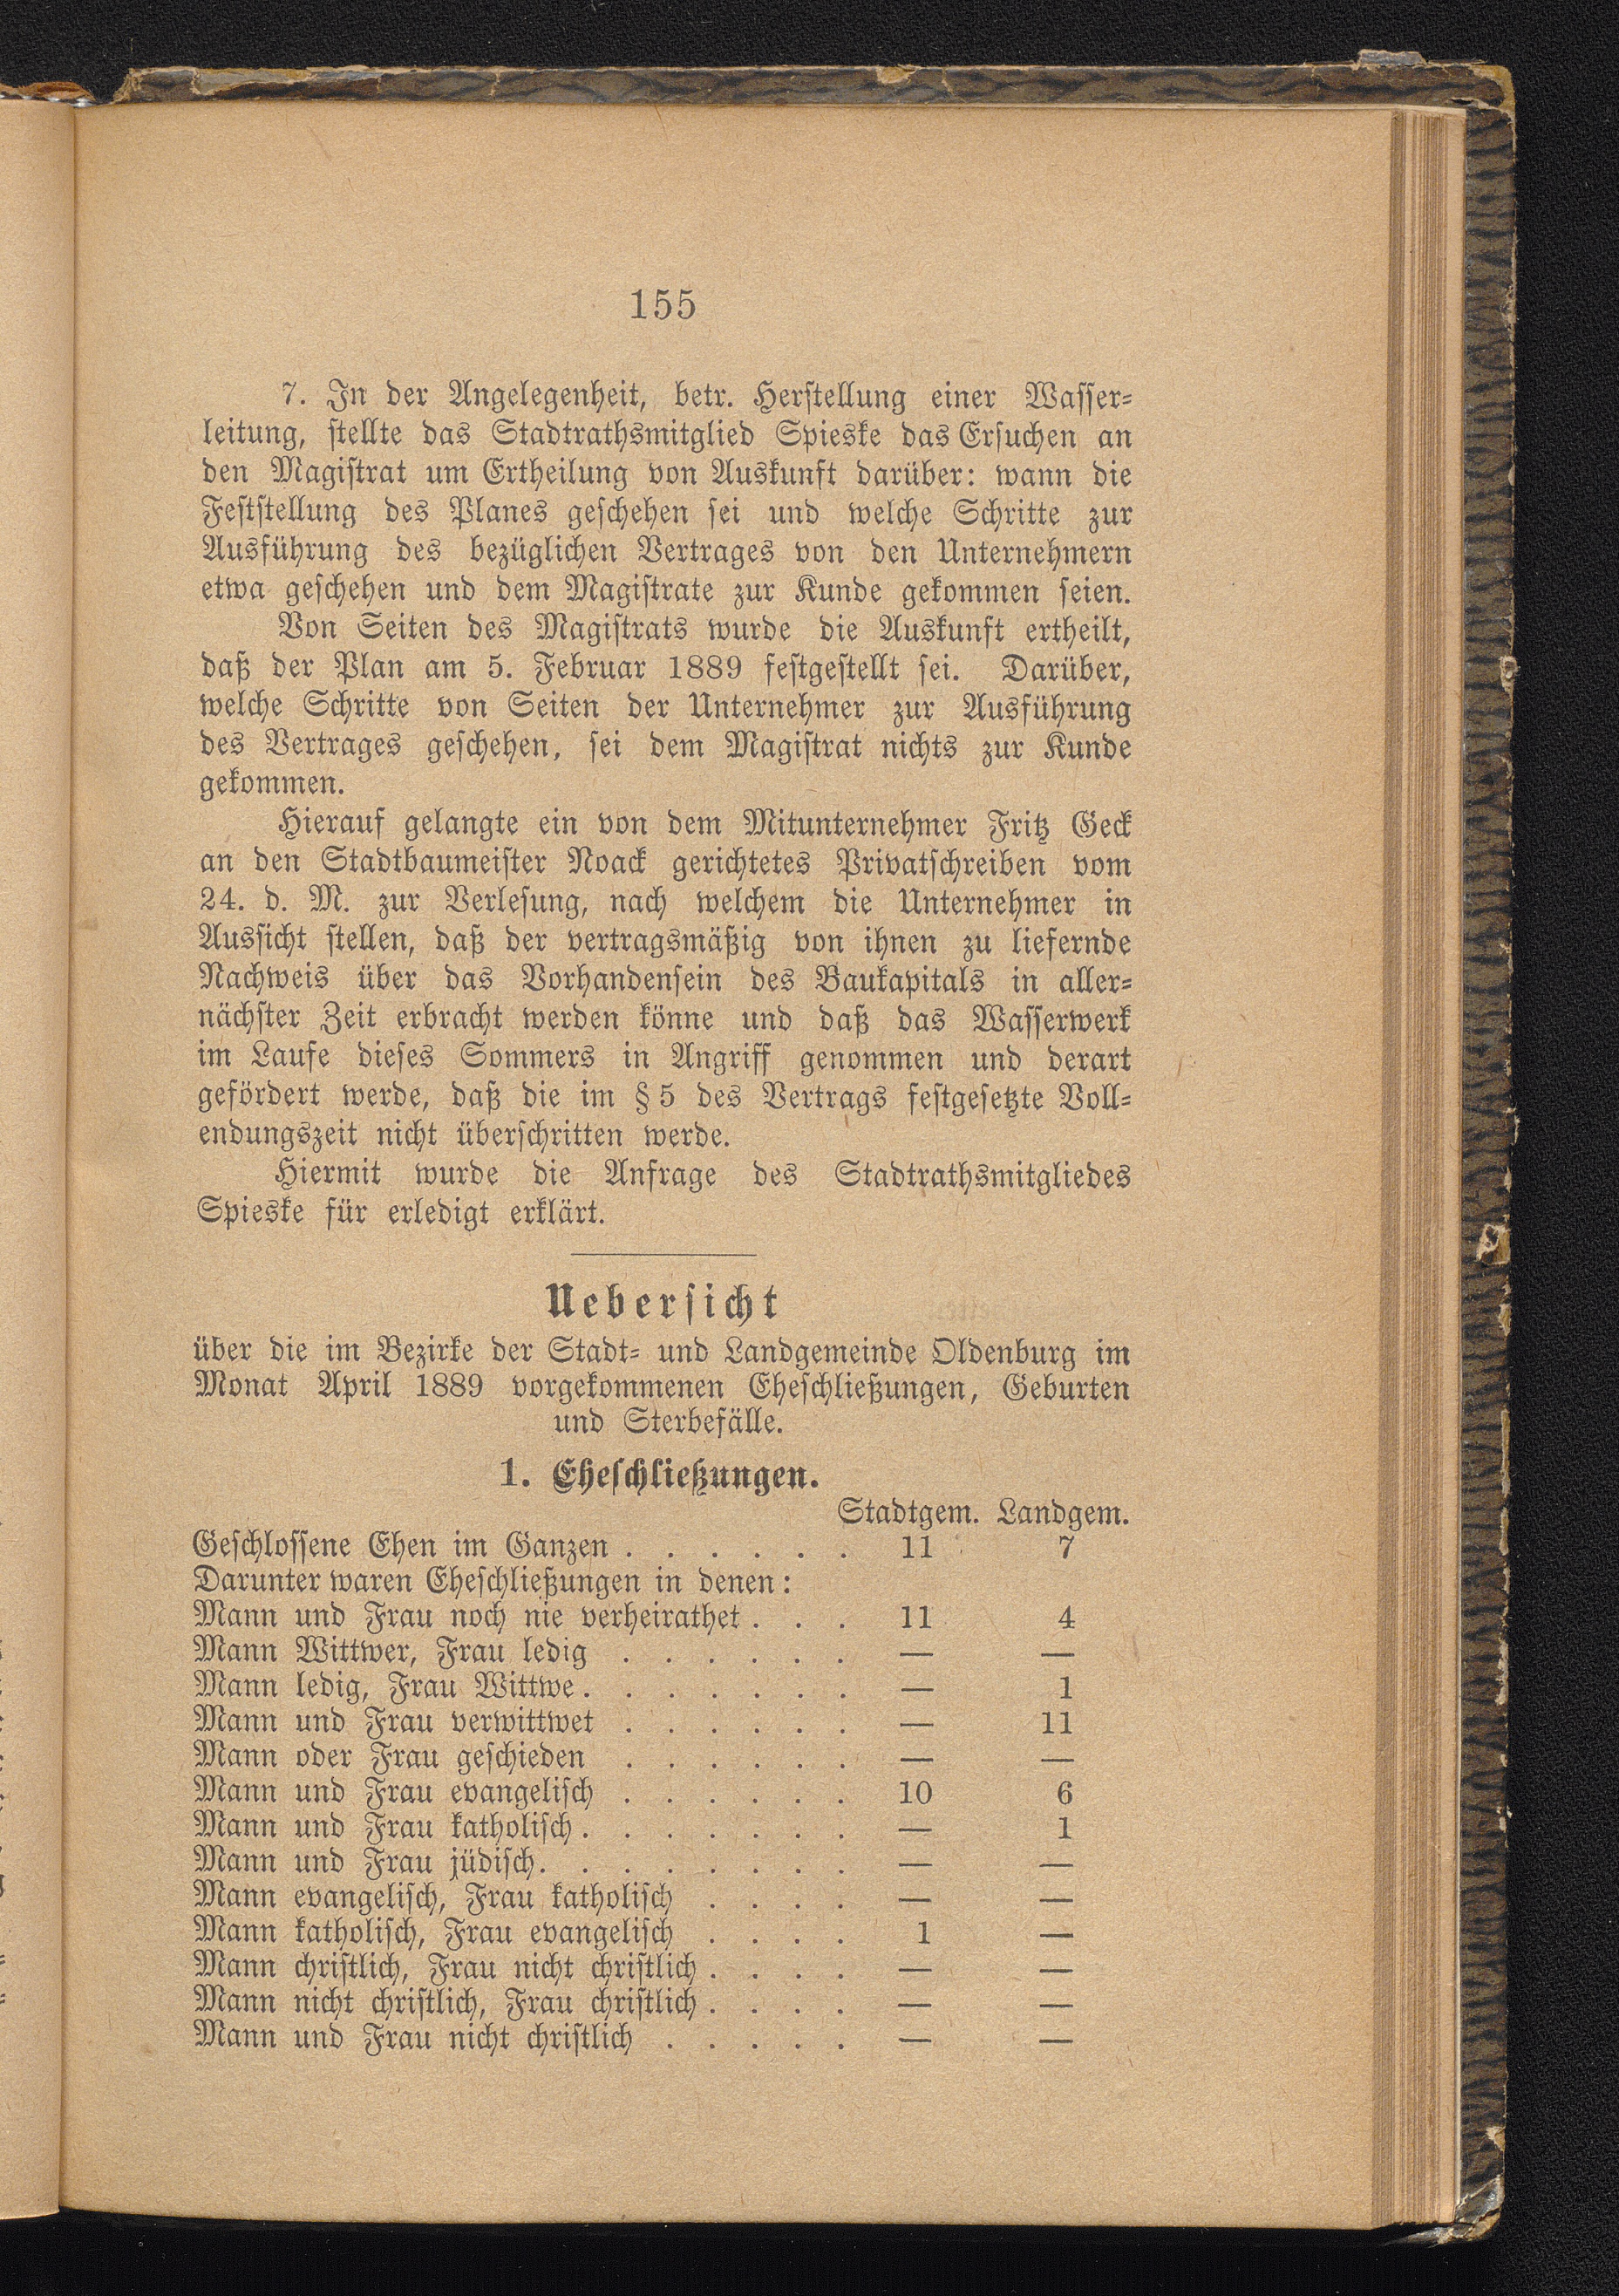 155
7. In der Angelegenheit, betr. Herstellung einer Wasser-
leitung, stellte das Stadtrathsmitglied Spieske das Ersuchen an
den Magistrat um Ertheilung von Auskunft darüber: wann die
Feststellung des Planes geschehen sei und welche Schritte zur
Ausführung des bezüglichen Vertrages von den Unternehmern
etwa geschehen und dem Magistrate zur Kunde gekommen seien.
Von Seiten des Magistrats wurde die Auskunft ertheilt,
daß der Plan am 5. Februar 1889 festgestellt sei. Darüber,
welche Schritte von Seiten der Unternehmer zur Ausführung
des Vertrages geschehen, sei dem Magistrat nichts zur Kunde
gekommen.
Hierauf gelangte ein von dem Mitunternehmer Fritz Geck
an den Stadtbaumeister Noack gerichtetes Privatschreiben vom
24. d. M. zur Verlesung, nach welchem die Unternehmer in
Aussicht stellen, daß der vertragsmäßig von ihnen zu liefernde
Nachweis über das Vorhandensein des Baukapitals in aller-
nächster Zeit erbracht werden könne und daß das Wasserwerk
im Laufe dieses Sommers in Angriff genommen und derart
gefördert werde, daß die im § 5 des Vertrags festgesetzte Voll-
endungszeit nicht überschritten werde.
Hiermit wurde die Anfrage des Stadtrathsmitgliedes
Spieske für erledigt erklärt.
Uebersicht
über die im Bezirke der Stadt- und Landgemeinde Oldenburg im
Monat April 1889 vorgekommenen Eheschließungen, Geburten
und Sterbefälle.
1. Eheschließungen.
Stadtgem. Landgem.
Geschlossene Ehen im Ganzen . . . . . . 11 7
Darunter waren Eheschließungen in denen:
Mann und Frau noch nie verheirathet . . . 11 4
Mann Wittwer, Frau ledig . . . . . . — —
Mann ledig, Frau Wittwe . . . . . . . — 1
Mann und Frau verwittwet . . . . . . — 11
Mann oder Frau geschieden . . . . . . — —
Mann und Frau evangelisch . . . . . . 10 6
Mann und Frau katholisch . . . . . . . — 1
Mann und Frau jüdisch . . . . . . . . — —
Mann evangelisch, Frau katholisch . . . . — —
Mann katholisch, Frau evangelisch . . . . 1 —
Mann christlich, Frau nicht christlich . . . . — —
Mann nicht christlich, Frau christlich . . . . — —
Mann und Frau nicht christlich . . . . . — —